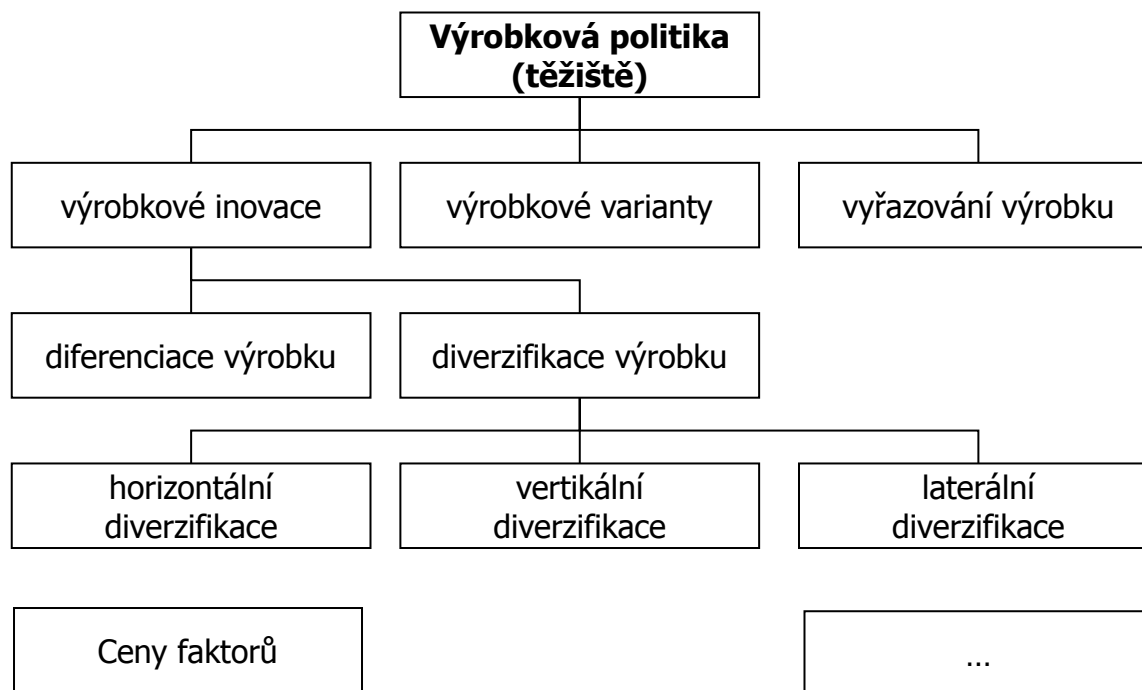 Výrobková politika
(těžiště)
výrobkové inovace
výrobkové varianty
vyřazování výrobku
diferenciace výrobku
diverzifikace výrobku
horizontální
diverzifikace
vertikální
diverzifikace
laterální
diverzifikace
Ceny faktorů
...